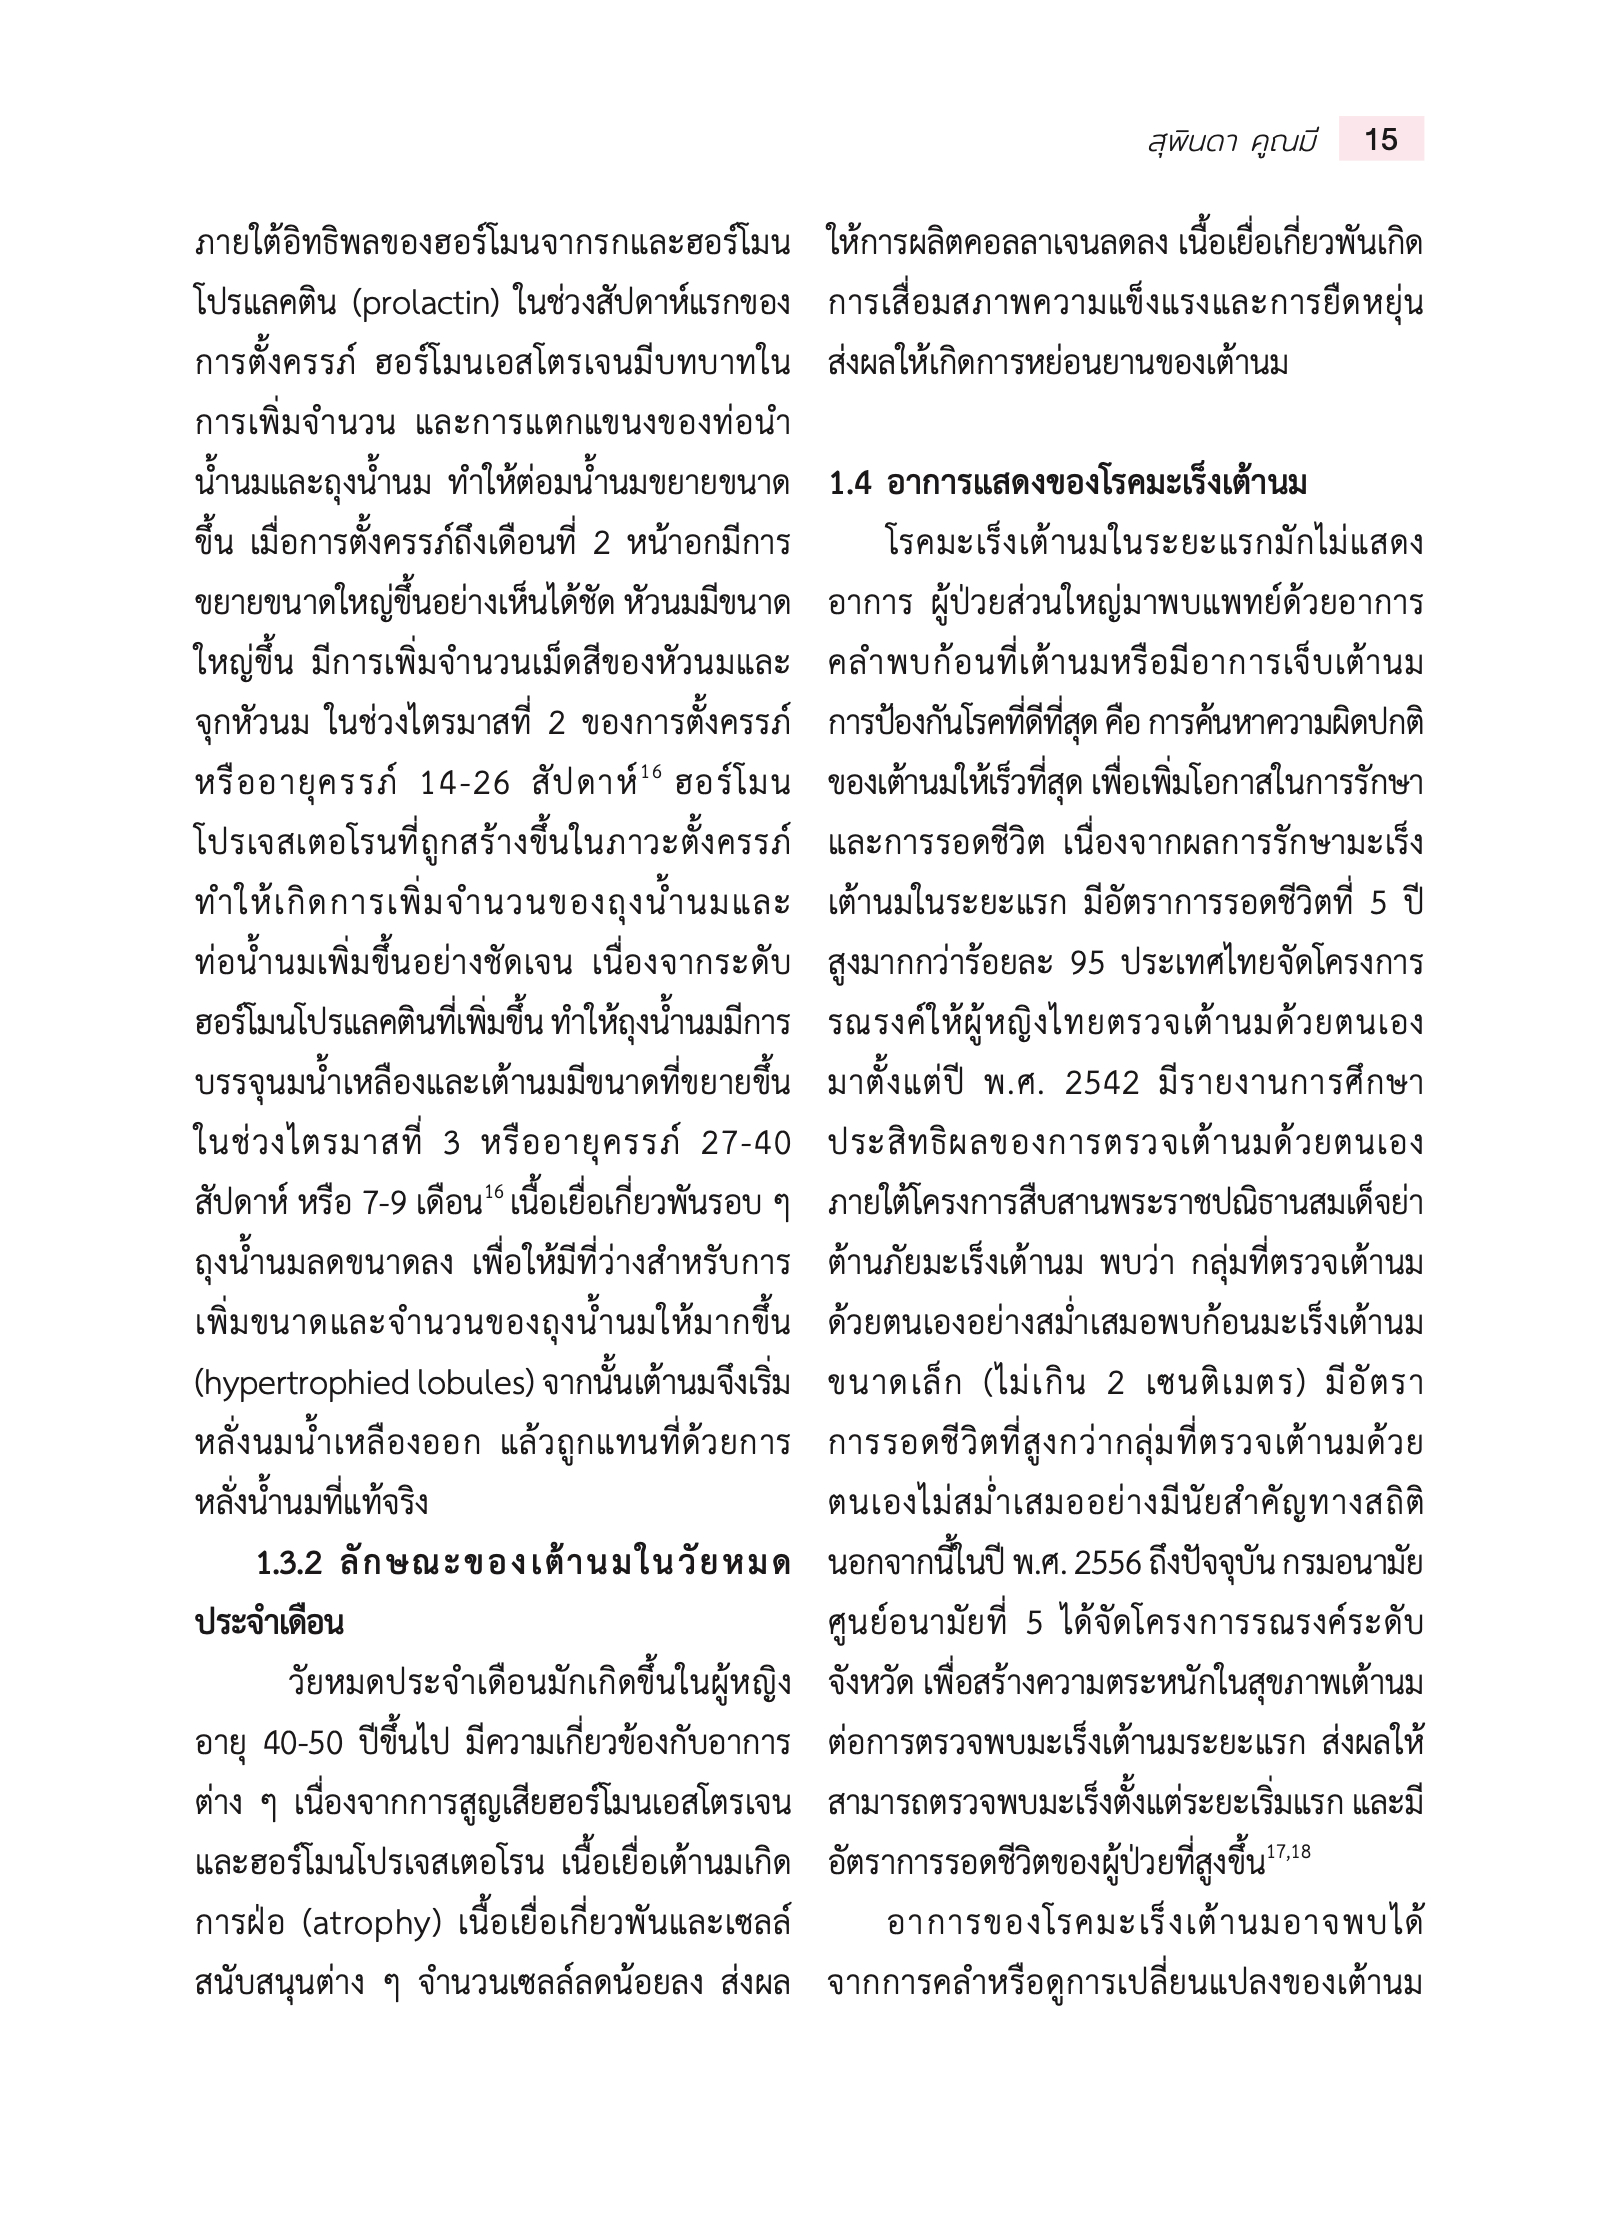 สุพินดา คูณมี 15
ภายใต้อิทธิพลของฮอร์โมนจากรกและฮอร์โมน
โปรแลคติน (prolactin) ในช่วงสัปดาห์แรกของ
การตั้งครรภ์ ฮอร์โมนเอสโตรเจนมีบทบาทใน
การเพิ่มจำนวน และการแตกแขนงของท่อนำ
น้ำนมและถุงน้ำนม ทำให้ต่อมน้ำนมขยายขนาด
ขึ้น เมื่อการตั้งครรภ์ถึงเดือนที่ 2 หน้าอกมีการ
ขยายขนาดใหญ่ขึ้นอย่างเห็นได้ชัด หัวนมมีขนาด
ใหญ่ขึ้น มีการเพิ่มจำนวนเม็ดสีของหัวนมและ
จุกหัวนม ในช่วงไตรมาสที่ 2 ของการตั้งครรภ์
หรืออายุครรภ์ 14-26 สัปดาห์16 ฮอร์โมน
โปรเจสเตอโรนที่ถูกสร้างขึ้นในภาวะตั้งครรภ์
ทำให้เกิดการเพิ่มจำนวนของถุงน้ำนมและ
ท่อน้ำนมเพิ่มขึ้นอย่างชัดเจน เนื่องจากระดับ
ฮอร์โมนโปรแลคตินที่เพิ่มขึ้น ทำให้ถุงน้ำนมมีการ
บรรจุนมน้ำเหลืองและเต้านมมีขนาดที่ขยายขึ้น
ในช่วงไตรมาสที่ 3 หรืออายุครรภ์ 27-40
สัปดาห์ หรือ 7-9 เดือน16 เนื้อเยื่อเกี่ยวพันรอบ ๆ
ถุงน้ำนมลดขนาดลง เพื่อให้มีที่ว่างสำหรับการ
เพิ่มขนาดและจำนวนของถุงน้ำนมให้มากขึ้น
(hypertrophied lobules) จากนั้นเต้านมจึงเริ่ม
หลั่งนมน้ำเหลืองออก แล้วถูกแทนที่ด้วยการ
หลั่งน้ำนมที่แท้จริง
1.3.2 ลักษณะของเต้านมในวัยหมด
ประจำเดือน
วัยหมดประจำเดือนมักเกิดขึ้นในผู้หญิง
อายุ 40-50 ปีขึ้นไป มีความเกี่ยวข้องกับอาการ
ต่าง ๆ เนื่องจากการสูญเสียฮอร์โมนเอสโตรเจน
และฮอร์โมนโปรเจสเตอโรน เนื้อเยื่อเต้านมเกิด
การฝ่อ (atrophy) เนื้อเยื่อเกี่ยวพันและเซลล์
สนับสนุนต่าง ๆ จำนวนเซลล์ลดน้อยลง ส่งผล
ให้การผลิตคอลลาเจนลดลง เนื้อเยื่อเกี่ยวพันเกิด
การเสื่อมสภาพความแข็งแรงและการยืดหยุ่น
ส่งผลให้เกิดการหย่อนยานของเต้านม
1.4 อาการแสดงของโรคมะเร็งเต้านม
โรคมะเร็งเต้านมในระยะแรกมักไม่แสดง
อาการ ผู้ป่วยส่วนใหญ่มาพบแพทย์ด้วยอาการ
คลำพบก้อนที่เต้านมหรือมีอาการเจ็บเต้านม
การป้องกันโรคที่ดีที่สุด คือ การค้นหาความผิดปกติ
ของเต้านมให้เร็วที่สุด เพื่อเพิ่มโอกาสในการรักษา
และการรอดชีวิต เนื่องจากผลการรักษามะเร็ง
เต้านมในระยะแรก มีอัตราการรอดชีวิตที่ 5 ปี
สูงมากกว่าร้อยละ 95 ประเทศไทยจัดโครงการ
รณรงค์ให้ผู้หญิงไทยตรวจเต้านมด้วยตนเอง
มาตั้งแต่ปี พ.ศ. 2542 มีรายงานการศึกษา
ประสิทธิผลของการตรวจเต้านมด้วยตนเอง
ภายใต้โครงการสืบสานพระราชปณิธานสมเด็จย่า
ต้านภัยมะเร็งเต้านม พบว่า กลุ่มที่ตรวจเต้านม
ด้วยตนเองอย่างสม่ำเสมอพบก้อนมะเร็งเต้านม
ขนาดเล็ก (ไม่เกิน 2 เซนติเมตร) มีอัตรา
การรอดชีวิตที่สูงกว่ากลุ่มที่ตรวจเต้านมด้วย
ตนเองไม่สม่ำเสมออย่างมีนัยสำคัญทางสถิติ
นอกจากนี้ในปี พ.ศ. 2556 ถึงปัจจุบัน กรมอนามัย
ศูนย์อนามัยที่ 5 ได้จัดโครงการรณรงค์ระดับ
จังหวัด เพื่อสร้างความตระหนักในสุขภาพเต้านม
ต่อการตรวจพบมะเร็งเต้านมระยะแรก ส่งผลให้
สามารถตรวจพบมะเร็งตั้งแต่ระยะเริ่มแรก และมี
อัตราการรอดชีวิตของผู้ป่วยที่สูงขึ้น17,18
อาการของโรคมะเร็งเต้านมอาจพบได้
จากการคลำหรือดูการเปลี่ยนแปลงของเต้านม